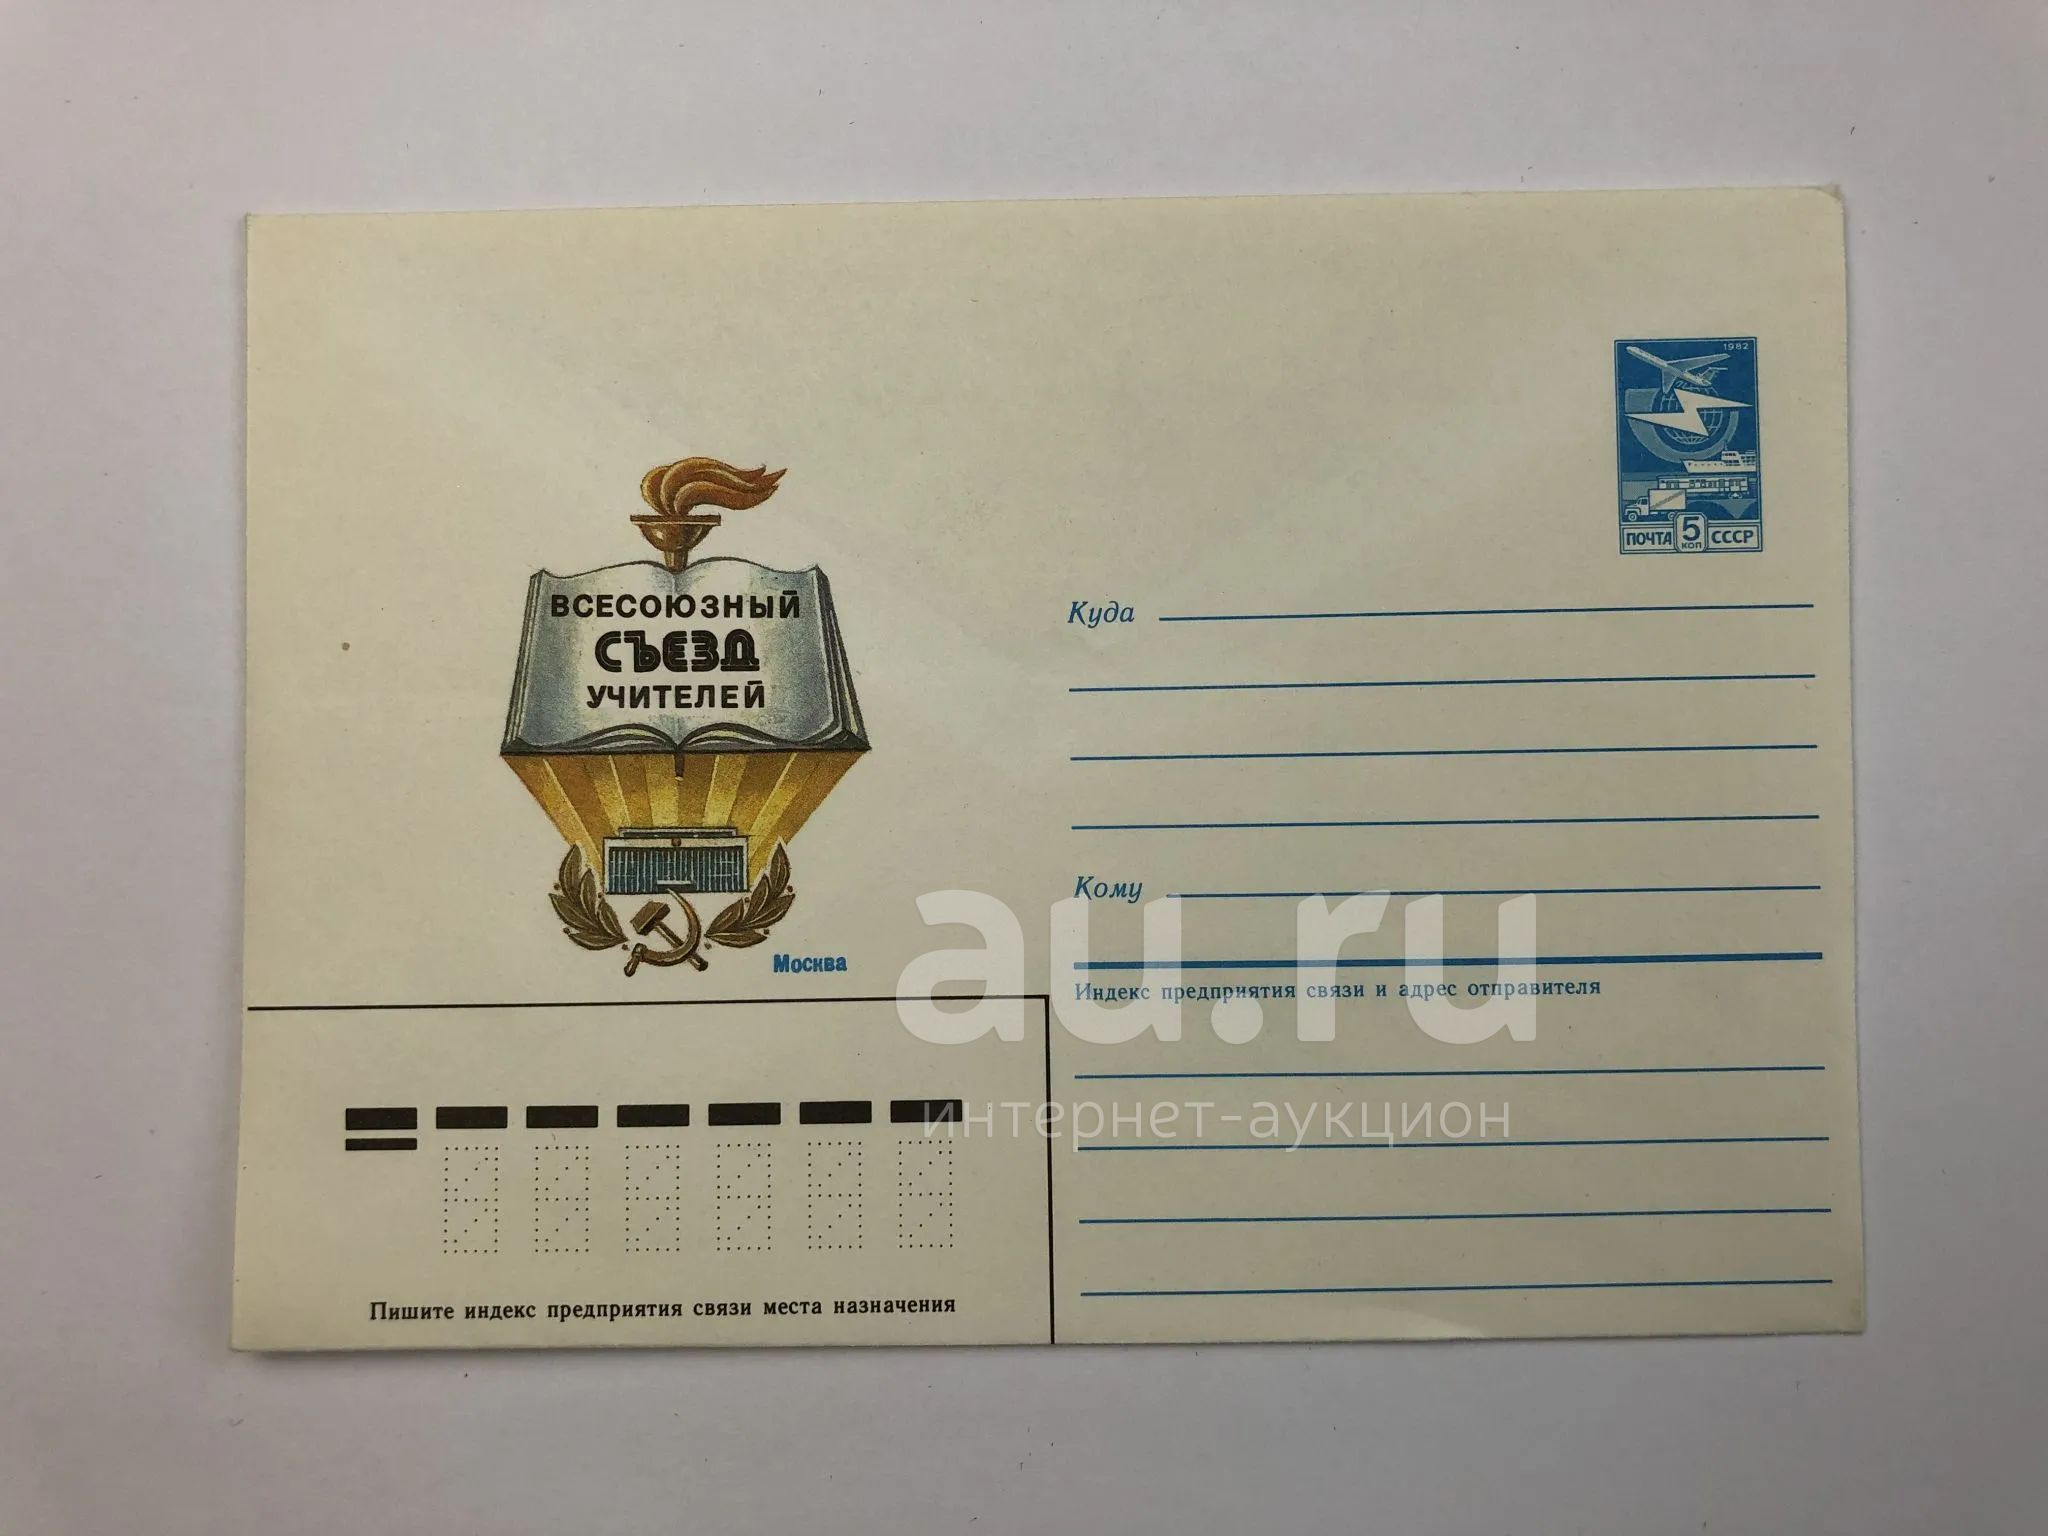 1982
ПОЧТА 5 КОП СССР
ВСЕСОЮЗНЫЙ
СЪЕЗД
УЧИТЕЛЕЙ
Москва
Куда
Кому
Индекс предприятия связи и адрес отправителя
Пишите индекс предприятия связи места назначения
au.ru
интернет-аукцион